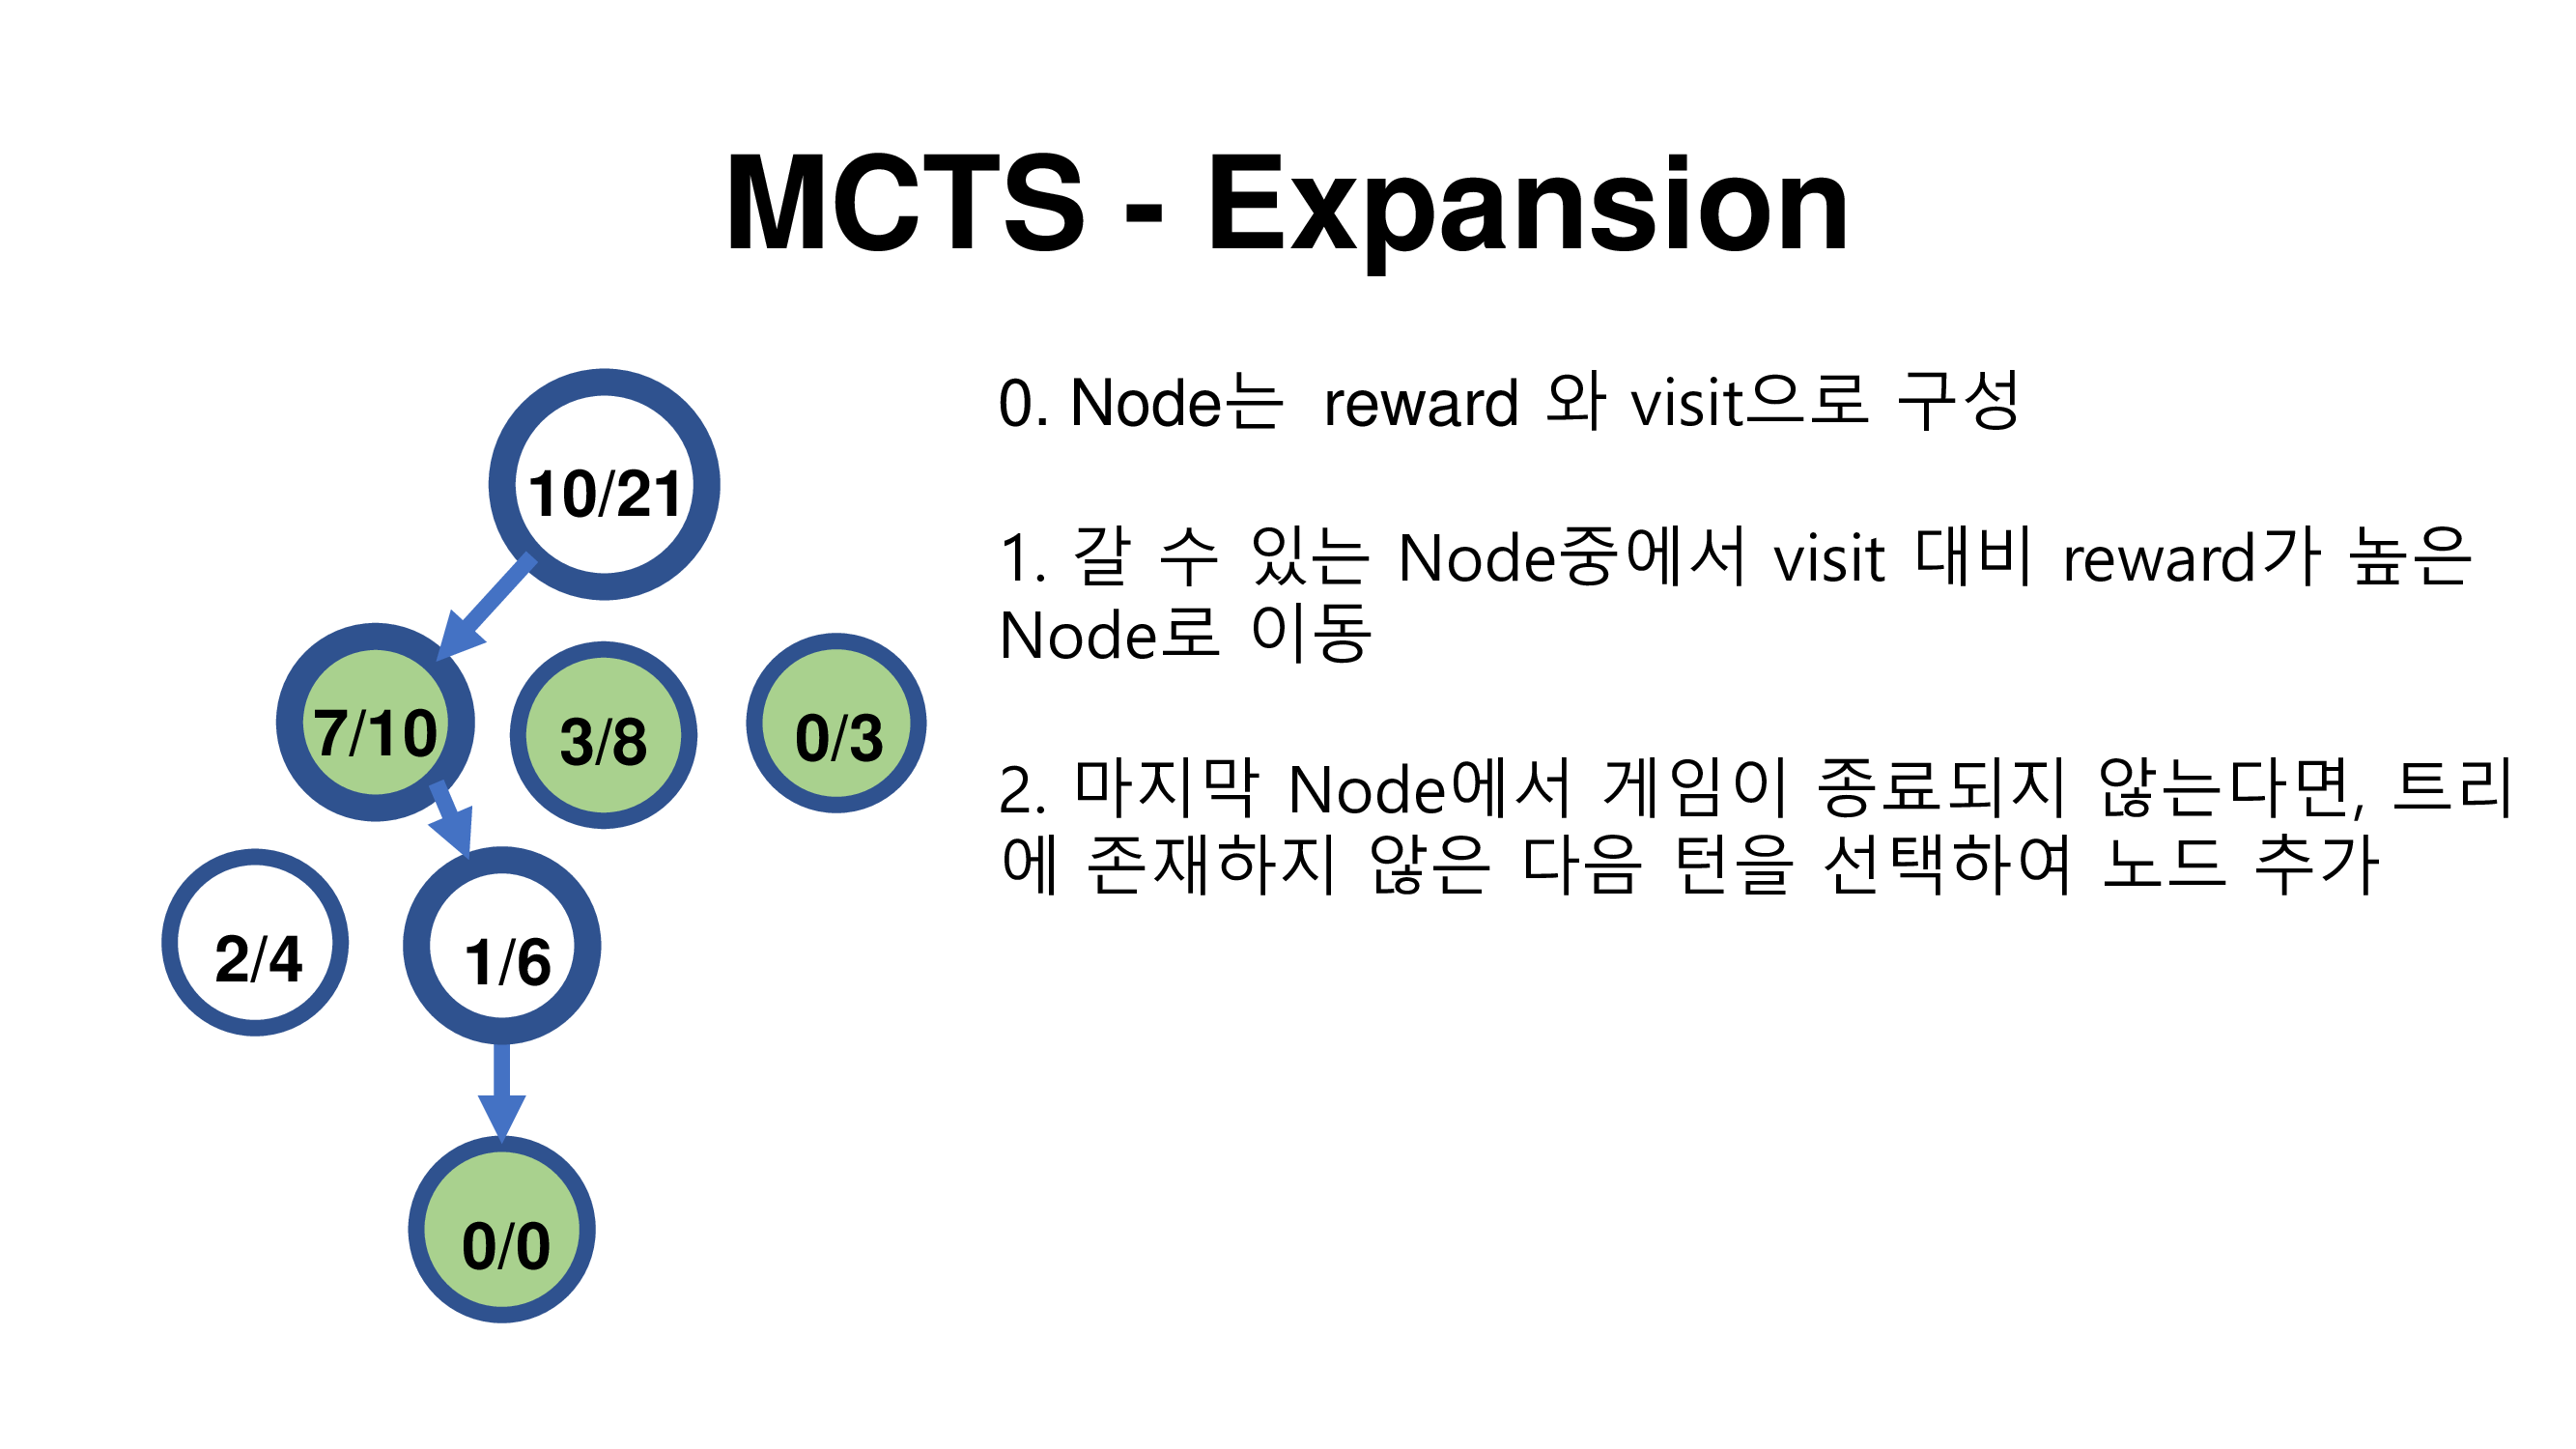 MCTS - Expansion
0. Node는 reward 와 visit으로 구성
1. 갈 수 있는 Node중에서 visit 대비 reward가 높은
Node로 이동
2. 마지막 Node에서 게임이 종료되지 않는다면, 트리
에 존재하지 않은 다음 턴을 선택하여 노드 추가
10/21
7/10
3/8
0/3
2/4
1/6
0/0